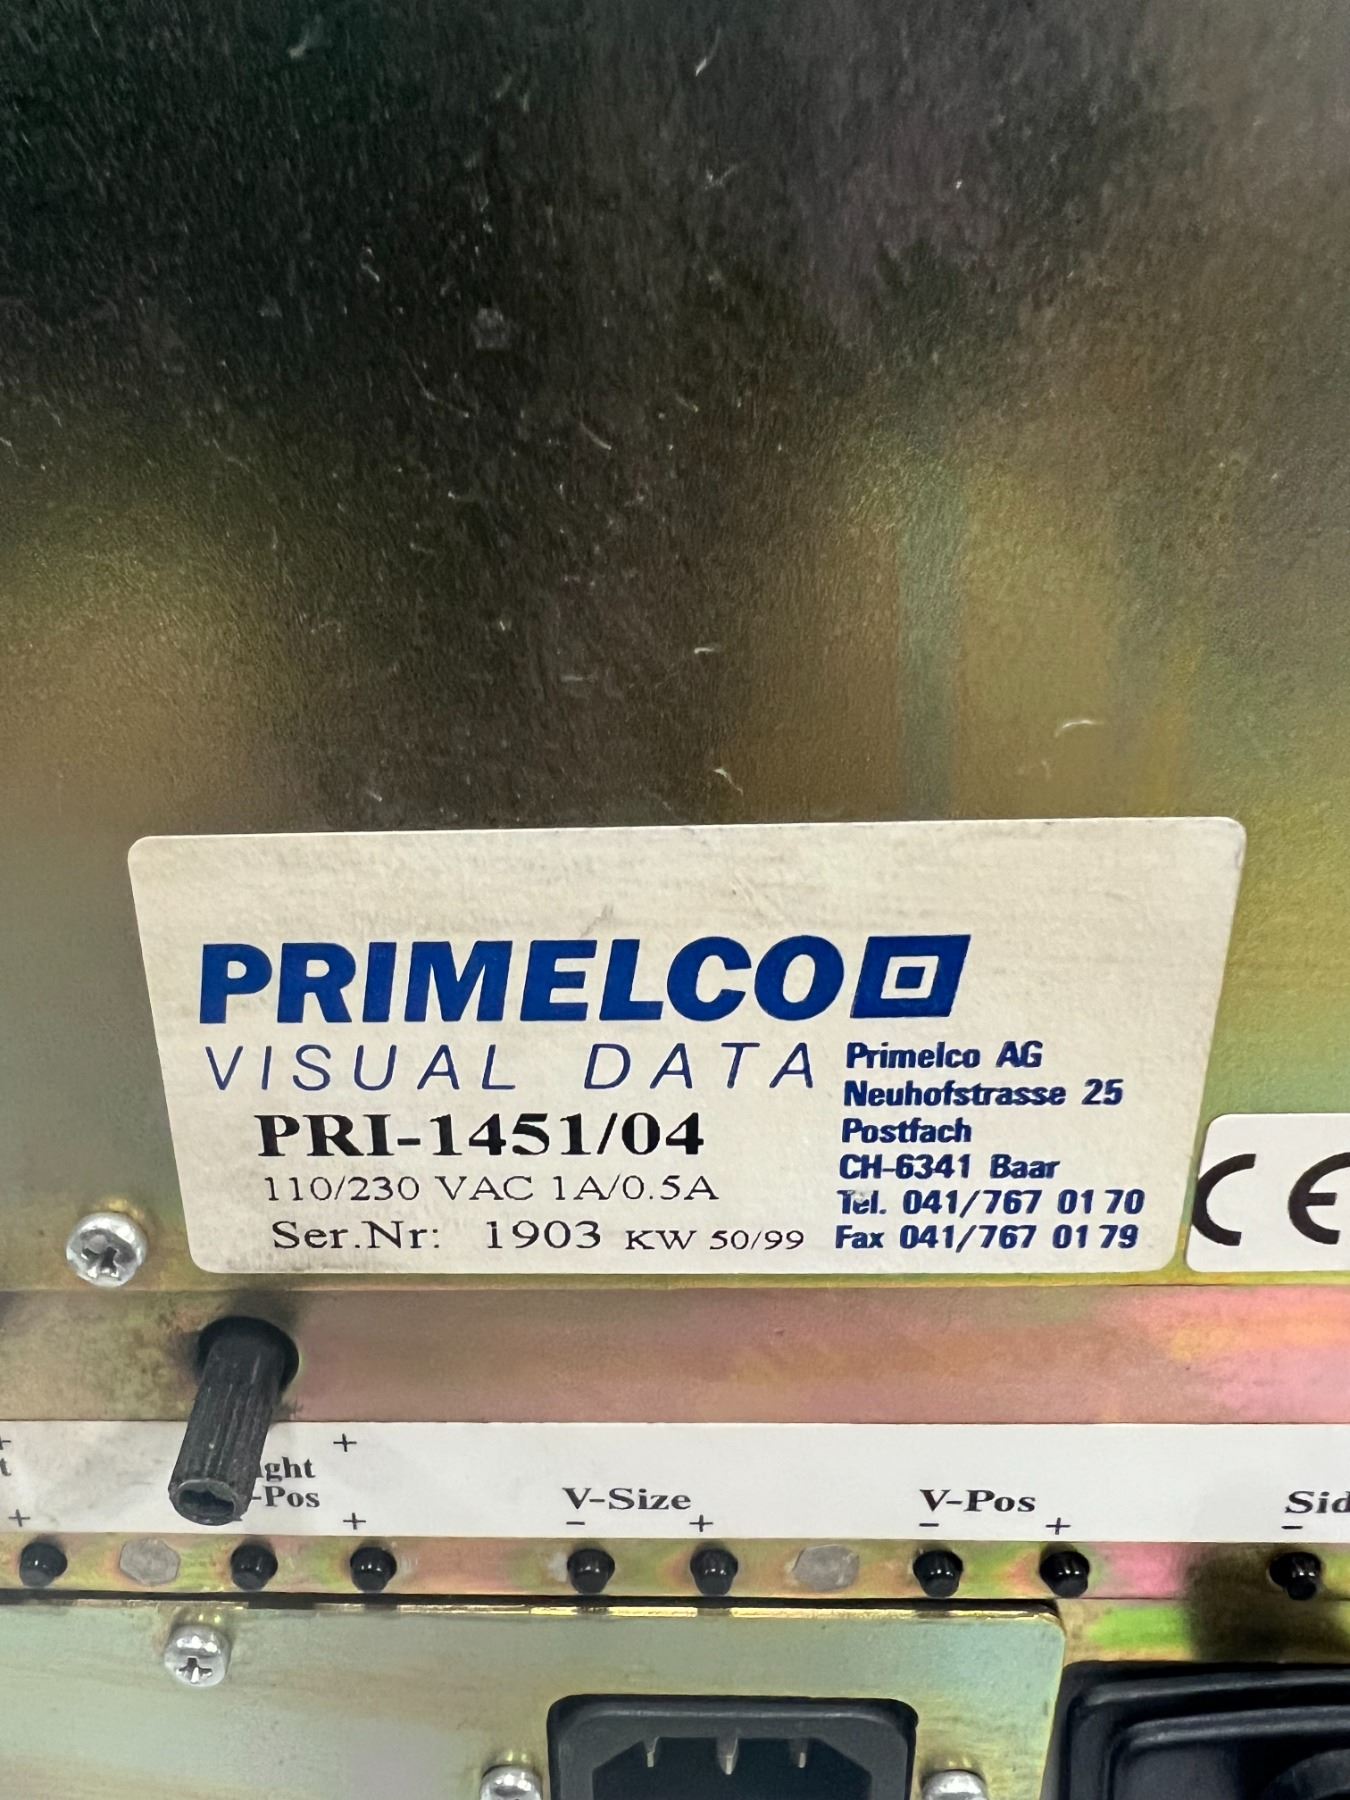 PRIMELCO
VISUAL DATA
PRI-1451/04
110/230 VAC 1A/0.5A
Ser.Nr: 1903 KW 50/99
Primelco AG
Neuhofstrasse 25
Postfach
CH-6341 Baar
Tel. 041/767 01 70
Fax 041/767 01 79
CE
+ +
-Pos
+ +
V-Size
- +
V-Pos
- +
-